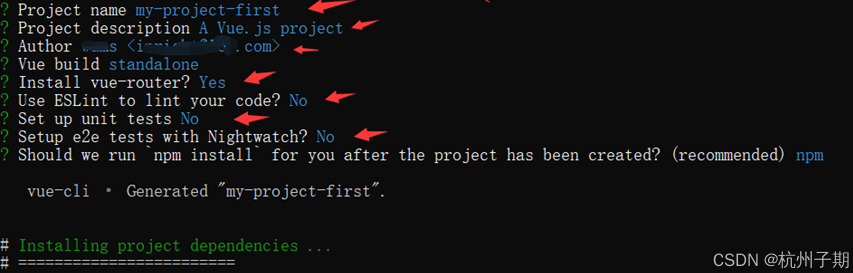 ? Project name my-project-first
? Project description A Vue.js project
? Author <.com>
? Vue build standalone
? Install vue-router? Yes
? Use ESLint to lint your code? No
? Set up unit tests No
? Setup e2e tests with Nightwatch? No
? Should we run `npm install` for you after the project has been created? (recommended) npm
vue-cli · Generated "my-project-first".
# Installing project dependencies ...
# ========================
CSDN @杭州子期